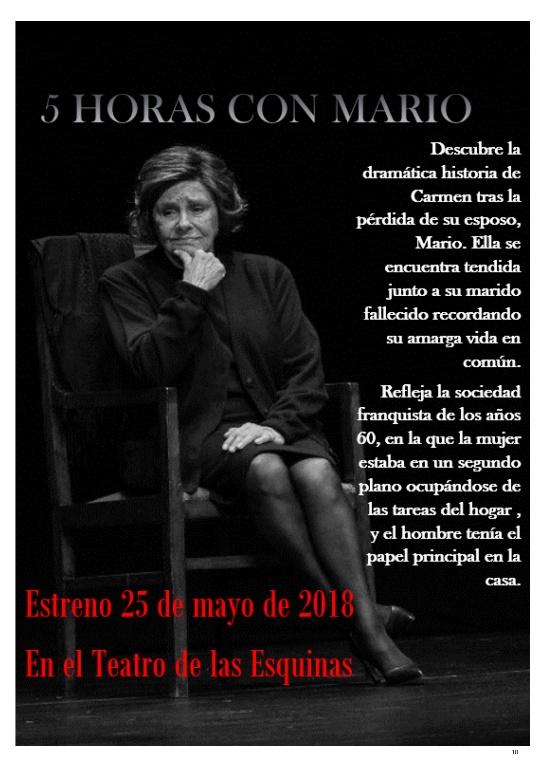 5 HORAS CON MARIO
Descubre la
dramática historia de
Carmen tras la
pérdida de su esposo,
Mario. Ella se
encuentra tendida
junto a su marido
fallecido recordando
su amarga vida en
común.
Refleja la sociedad
franquista de los años
60, en la que la mujer
estaba en un segundo
plano ocupándose de
las tareas del hogar ,
y el hombre tenía el
papel principal en la
casa.
Estreno 25 de mayo de 2018
En el Teatro de las Esquinas